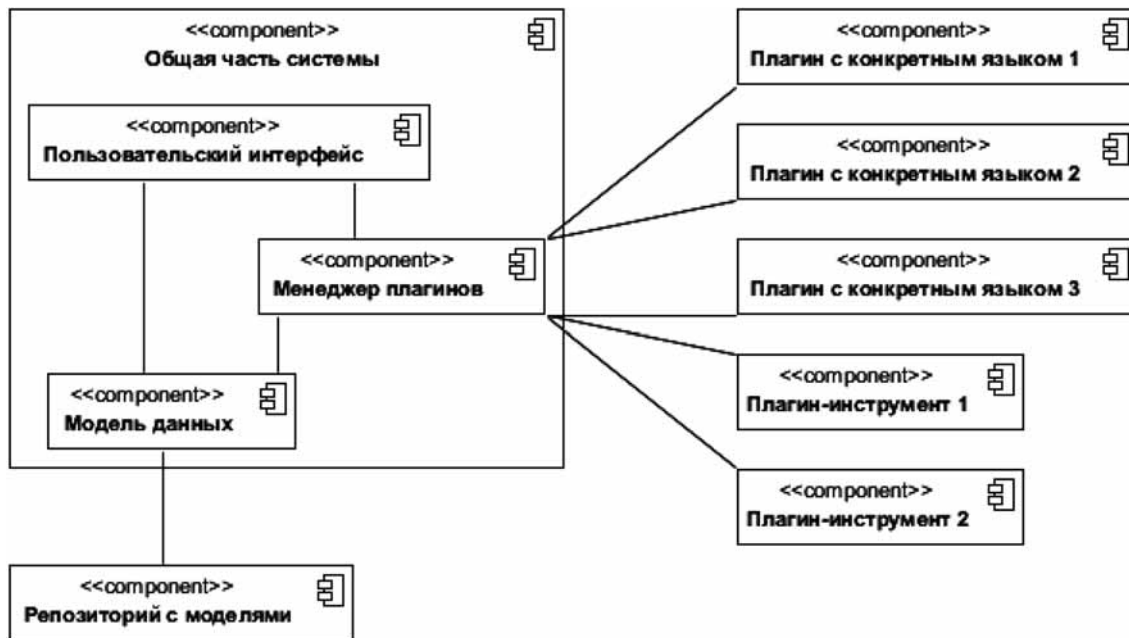 <<component>>
Общая часть системы
<<component>>
Пользовательский интерфейс
<<component>>
Менеджер плагинов
<<component>>
Модель данных
<<component>>
Репозиторий с моделями
<<component>>
Плагин с конкретным языком 1
<<component>>
Плагин с конкретным языком 2
<<component>>
Плагин с конкретным языком 3
<<component>>
Плагин-инструмент 1
<<component>>
Плагин-инструмент 2